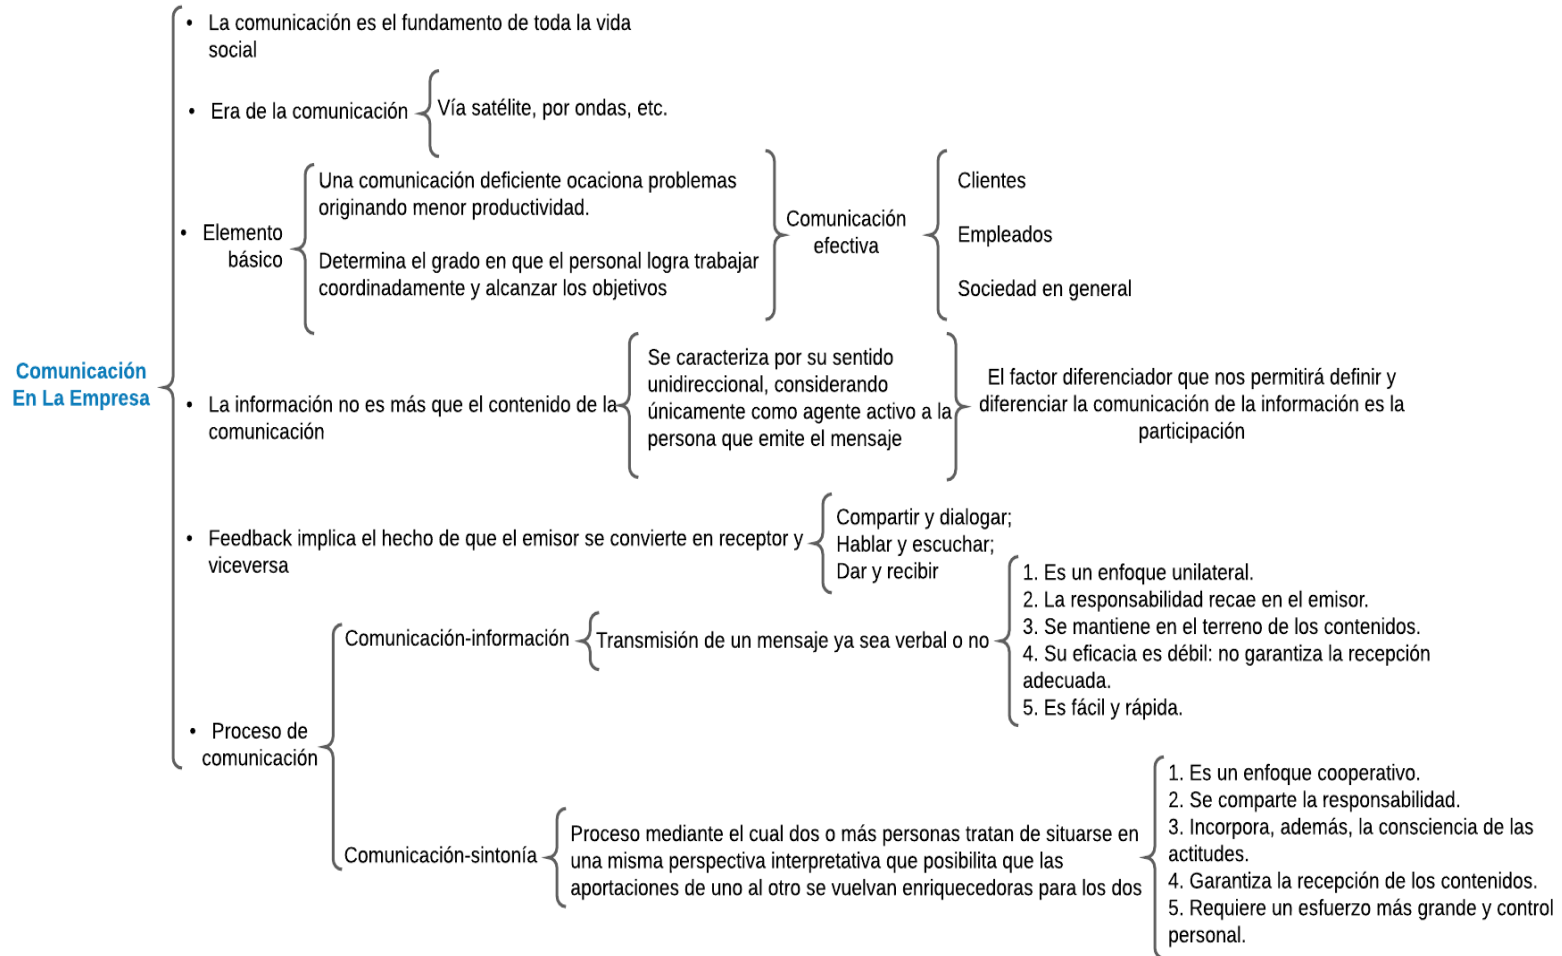 • La comunicación es el fundamento de toda la vida
social
• Era de la comunicación
Vía satélite, por ondas, etc.
• Elemento
básico
Una comunicación deficiente ocaciona problemas
originando menor productividad.
Determina el grado en que el personal logra trabajar
coordinadamente y alcanzar los objetivos
Comunicación
efectiva
Clientes
Empleados
Sociedad en general
Comunicación
En La Empresa
• La información no es más que el contenido de la
comunicación
Se caracteriza por su sentido
unidireccional, considerando
únicamente como agente activo a la
persona que emite el mensaje
El factor diferenciador que nos permitirá definir y
diferenciar la comunicación de la información es la
participación
• Feedback implica el hecho de que el emisor se convierte en receptor y
viceversa
Compartir y dialogar;
Hablar y escuchar;
Dar y recibir
• Proceso de
comunicación
Comunicación-información
Transmisión de un mensaje ya sea verbal o no
1. Es un enfoque unilateral.
2. La responsabilidad recae en el emisor.
3. Se mantiene en el terreno de los contenidos.
4. Su eficacia es débil: no garantiza la recepción
adecuada.
5. Es fácil y rápida.
Comunicación-sintonía
Proceso mediante el cual dos o más personas tratan de situarse en
una misma perspectiva interpretativa que posibilita que las
aportaciones de uno al otro se vuelvan enriquecedoras para los dos
1. Es un enfoque cooperativo.
2. Se comparte la responsabilidad.
3. Incorpora, además, la consciencia de las
actitudes.
4. Garantiza la recepción de los contenidos.
5. Requiere un esfuerzo más grande y control
personal.